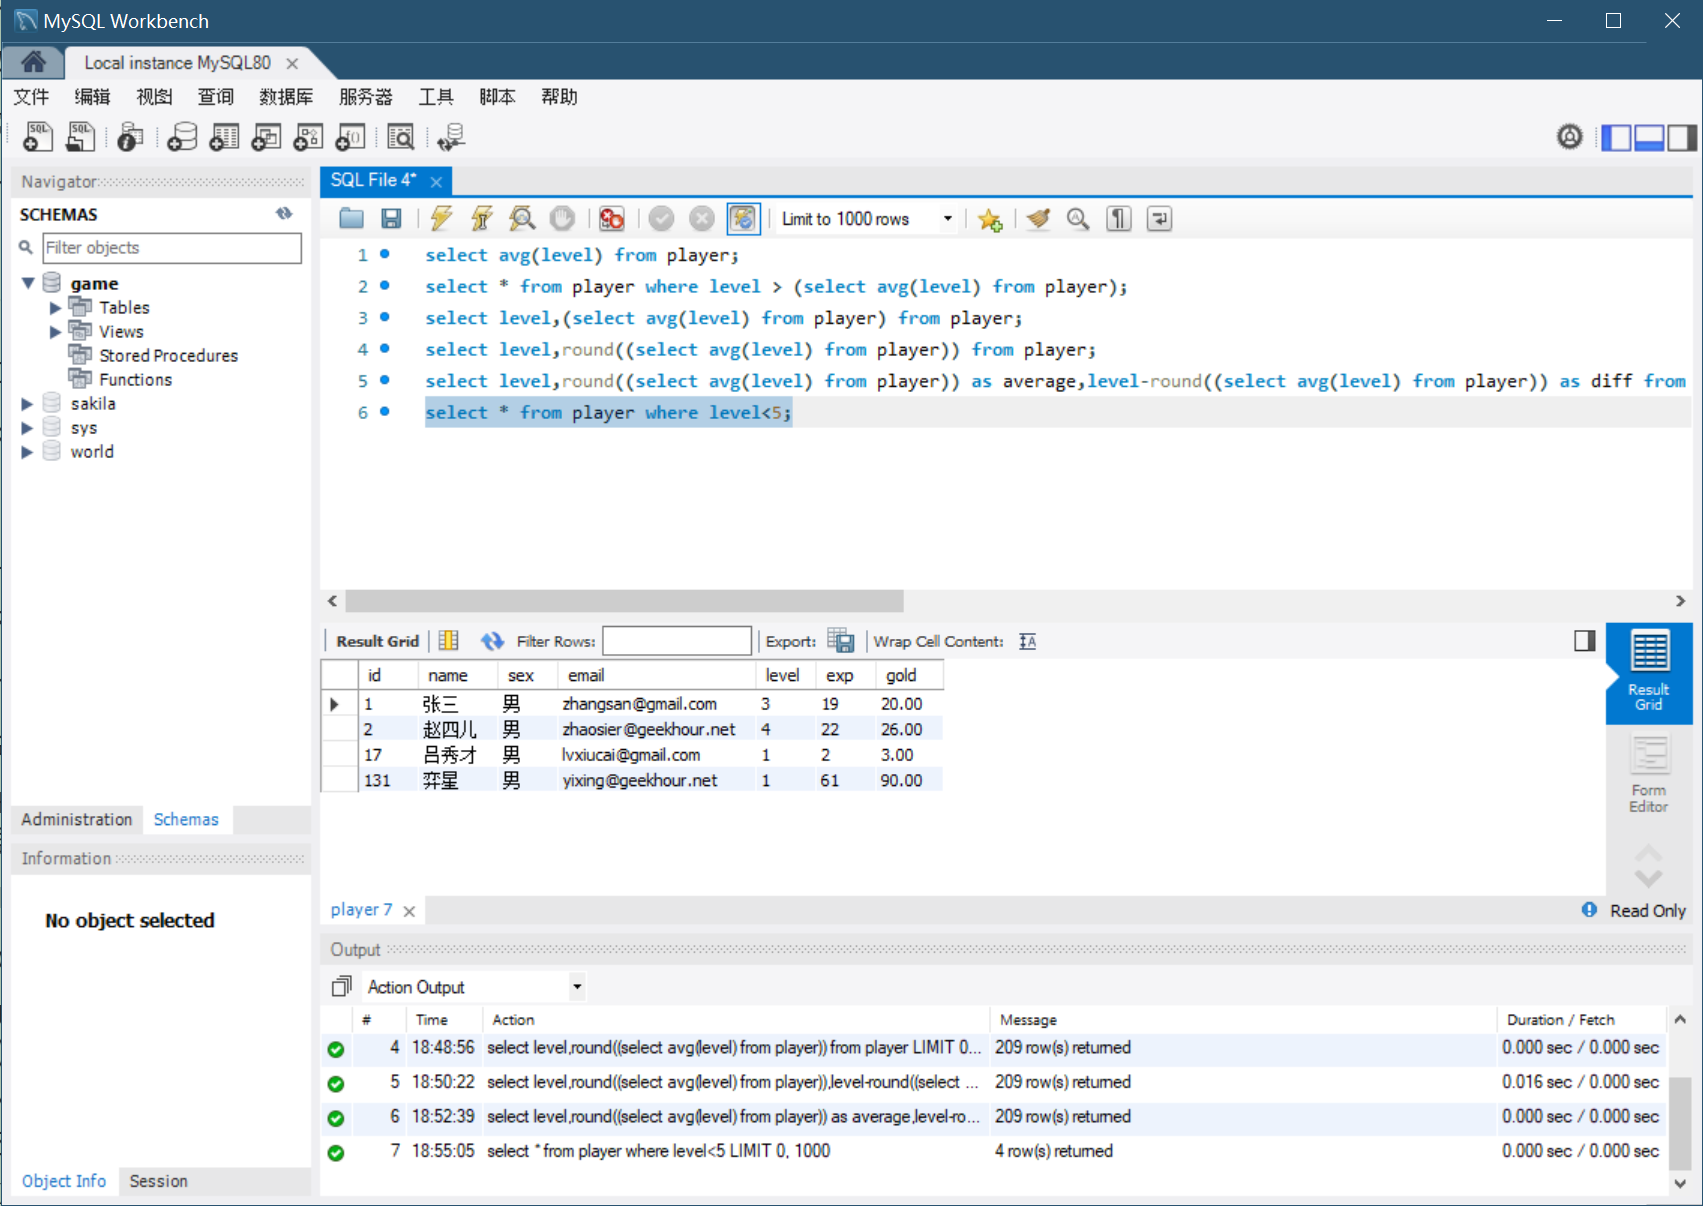 MySQL Workbench
Local instance MySQL80
文件 编辑 视图 查询 数据库 服务器 工具 脚本 帮助
Navigator
SCHEMAS
Filter objects
game
Tables
Views
Stored Procedures
Functions
sakila
sys
world
Administration Schemas
Information
No object selected
Object Info Session
SQL File 4*
Limit to 1000 rows
1 select avg(level) from player;
2 select * from player where level > (select avg(level) from player);
3 select level,(select avg(level) from player) from player;
4 select level,round((select avg(level) from player)) from player;
5 select level,round((select avg(level) from player)) as average,level-round((select avg(level) from player)) as diff from
6 select * from player where level<5;
Result Grid Filter Rows: Export: Wrap Cell Content:
id name sex email level exp gold
1 张三 男 zhangsan@gmail.com 3 19 20.00
2 赵四儿 男 zhaosier@geekhour.net 4 22 26.00
17 吕秀才 男 lvxiucai@gmail.com 1 2 3.00
131 弈星 男 yixing@geekhour.net 1 61 90.00
Result
Grid
Form
Editor
player 7
Read Only
Output
Action Output
# Time Action Message Duration / Fetch
4 18:48:56 select level,round((select avg(level) from player)) from player LIMIT 0... 209 row(s) returned 0.000 sec / 0.000 sec
5 18:50:22 select level,round((select avg(level) from player)),level-round((select ... 209 row(s) returned 0.016 sec / 0.000 sec
6 18:52:39 select level,round((select avg(level) from player)) as average,level-ro... 209 row(s) returned 0.000 sec / 0.000 sec
7 18:55:05 select * from player where level<5 LIMIT 0, 1000 4 row(s) returned 0.000 sec / 0.000 sec